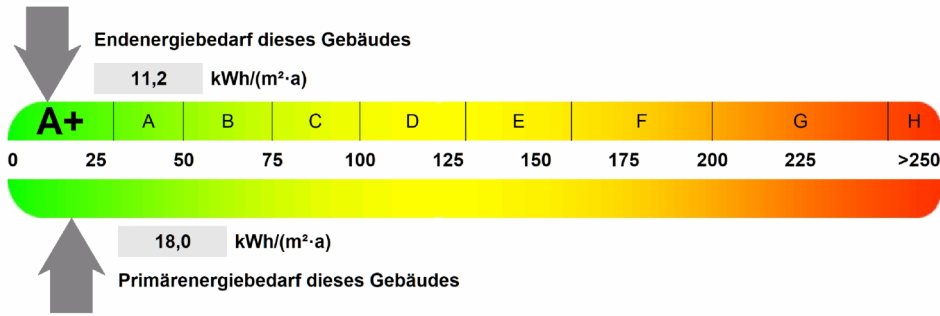 Endenergiebedarf dieses Gebäudes
11,2 kWh/(m²·a)
A+ A B C D E F G H
0 25 50 75 100 125 150 175 200 225 >250
18,0 kWh/(m²·a)
Primärenergiebedarf dieses Gebäudes